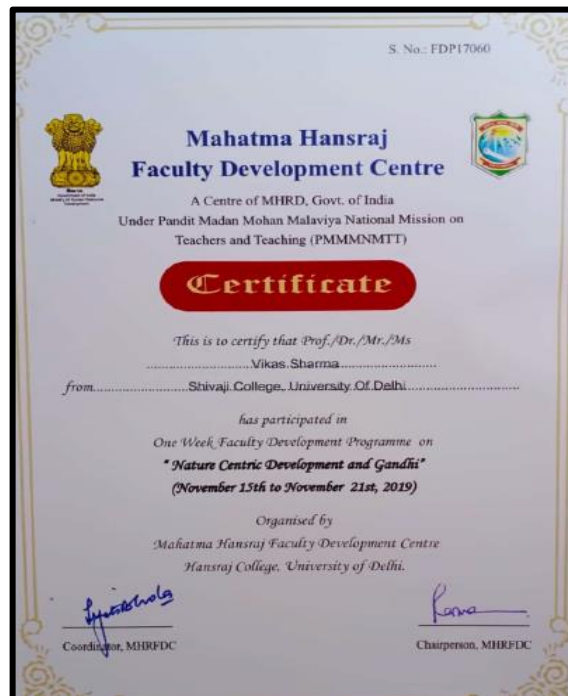 S. No.: FDP17060
Mahatma Hansraj
Faculty Development Centre
A Centre of MHRD, Govt. of India
Under Pandit Madan Mohan Malaviya National Mission on
Teachers and Teaching (PMMMNMTT)
Certificate
This is to certify that Prof./Dr./Mr./Ms
Vikas Sharma
from Shivaji College, University Of Delhi
has participated in
One Week Faculty Development Programme on
" Nature Centric Development and Gandhi"
(November 15th to November 21st, 2019)
Organised by
Mahatma Hansraj Faculty Development Centre
Hansraj College, University of Delhi.
Coordinator, MHRFDC
Chairperson, MHRFDC